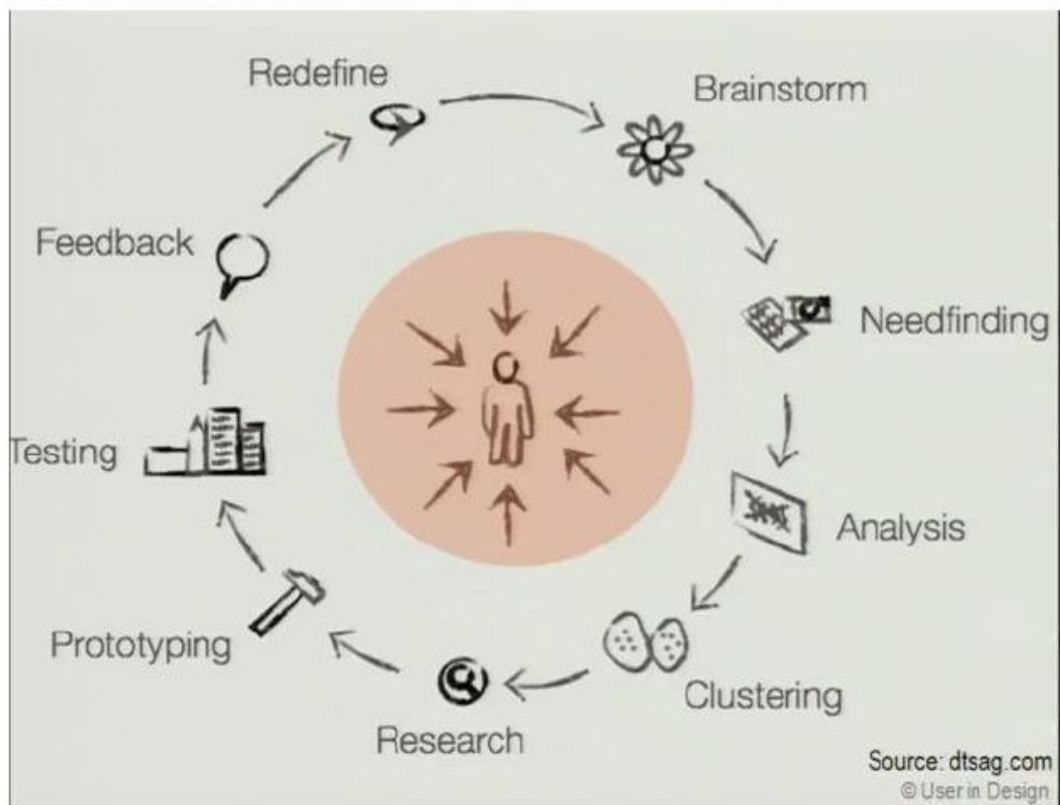 Redefine
Brainstorm
Feedback
Needfinding
Testing
Analysis
Prototyping
Clustering
Research
Source: dtsag.com
© User in Design